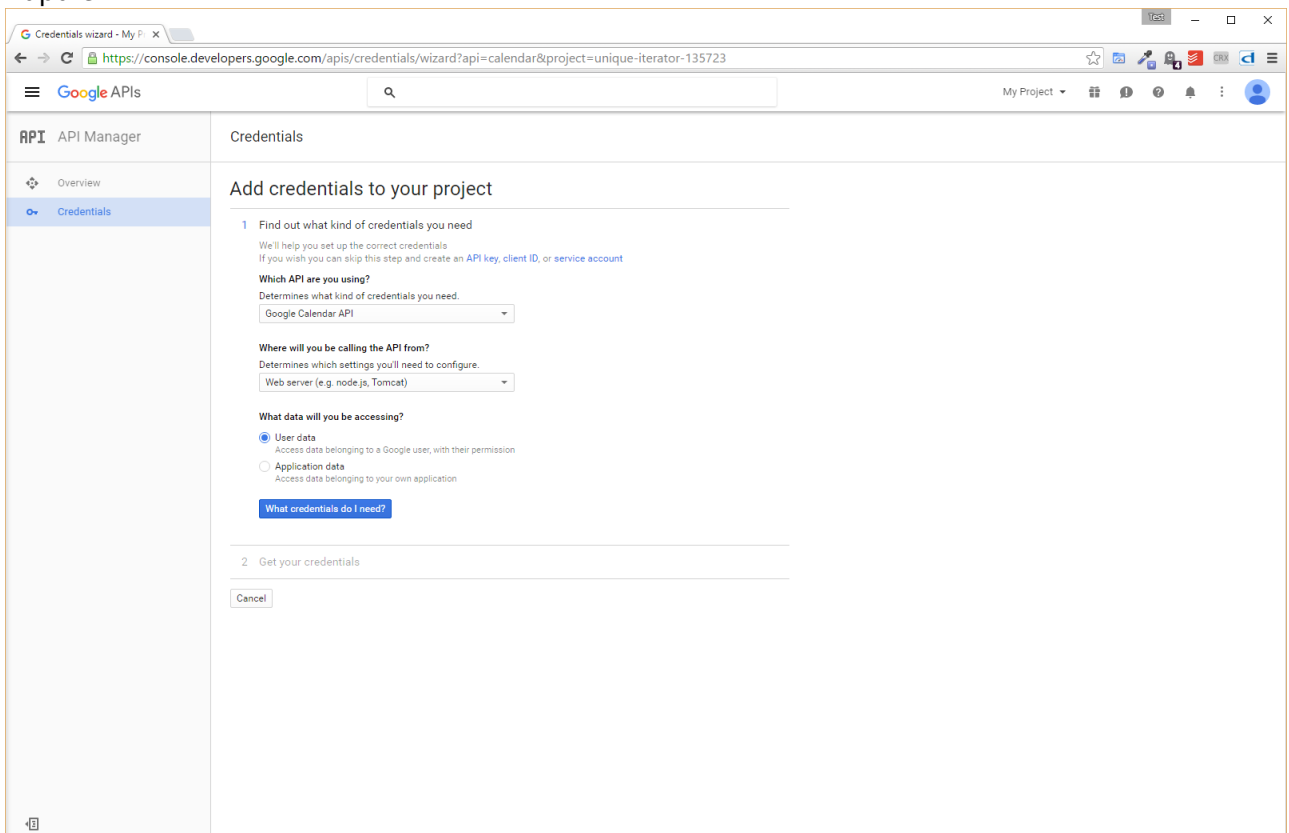 Test
Credentials wizard - My P
https://console.developers.google.com/apis/credentials/wizard?api=calendar&project=unique-iterator-135723
CRX
Google APIs
My Project
API API Manager
Credentials
Overview
Credentials
Add credentials to your project
1 Find out what kind of credentials you need
We'll help you set up the correct credentials
If you wish you can skip this step and create an API key, client ID, or service account
Which API are you using?
Determines what kind of credentials you need.
Google Calendar API
Where will you be calling the API from?
Determines which settings you'll need to configure.
Web server (e.g. node.js, Tomcat)
What data will you be accessing?
User data
Access data belonging to a Google user, with their permission
Application data
Access data belonging to your own application
What credentials do I need?
2 Get your credentials
Cancel